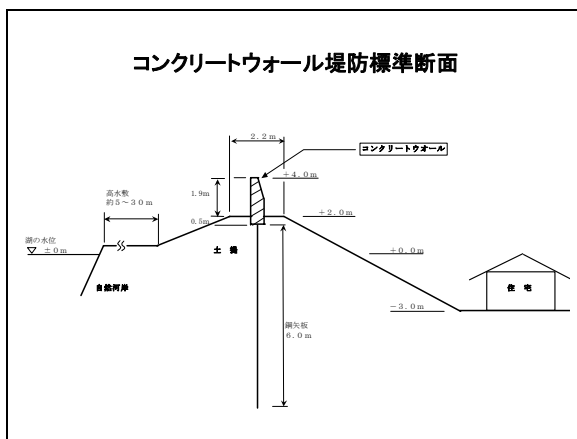 コンクリートウォール堤防標準断面
2.2m
コンクリートウオール
+4.0m
1.9m
高水敷
約5～30m
+2.0m
0.5m
湖の水位
±0m
土堤
+0.0m
自然河岸
住宅
鋼矢板
6.0m
-3.0m